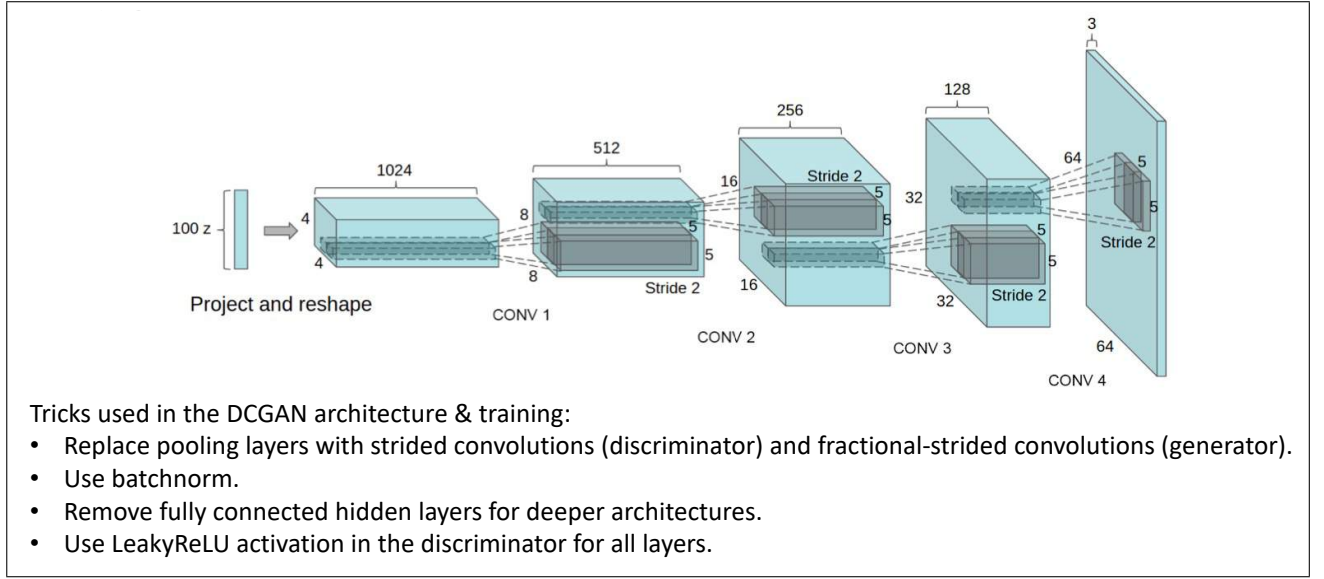 3
128
256
64
5
512
16
Stride 2
1024
5
5
32
4
8
5
5
100 z
5
5
Stride 2
4
5
8
16
Stride 2
32
Stride 2
Project and reshape
CONV 1
CONV 2
CONV 3
64
CONV 4
Tricks used in the DCGAN architecture & training:
• Replace pooling layers with strided convolutions (discriminator) and fractional-strided convolutions (generator).
• Use batchnorm.
• Remove fully connected hidden layers for deeper architectures.
• Use LeakyReLU activation in the discriminator for all layers.